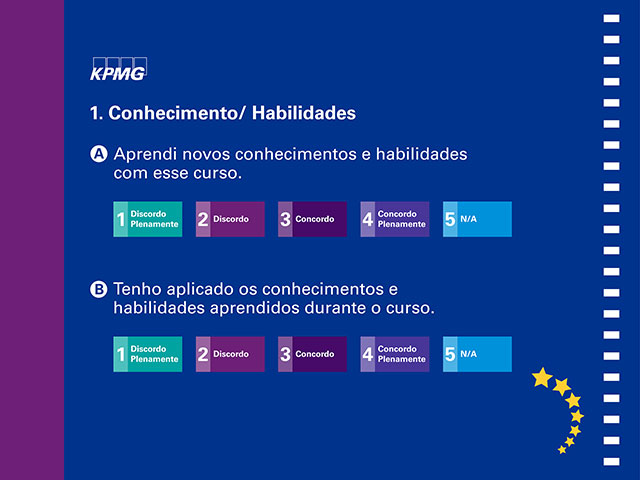 KPMG
1. Conhecimento/ Habilidades
A Aprendi novos conhecimentos e habilidades
com esse curso.
1 Discordo Plenamente 2 Discordo 3 Concordo 4 Concordo Plenamente 5 N/A
B Tenho aplicado os conhecimentos e
habilidades aprendidos durante o curso.
1 Discordo Plenamente 2 Discordo 3 Concordo 4 Concordo Plenamente 5 N/A